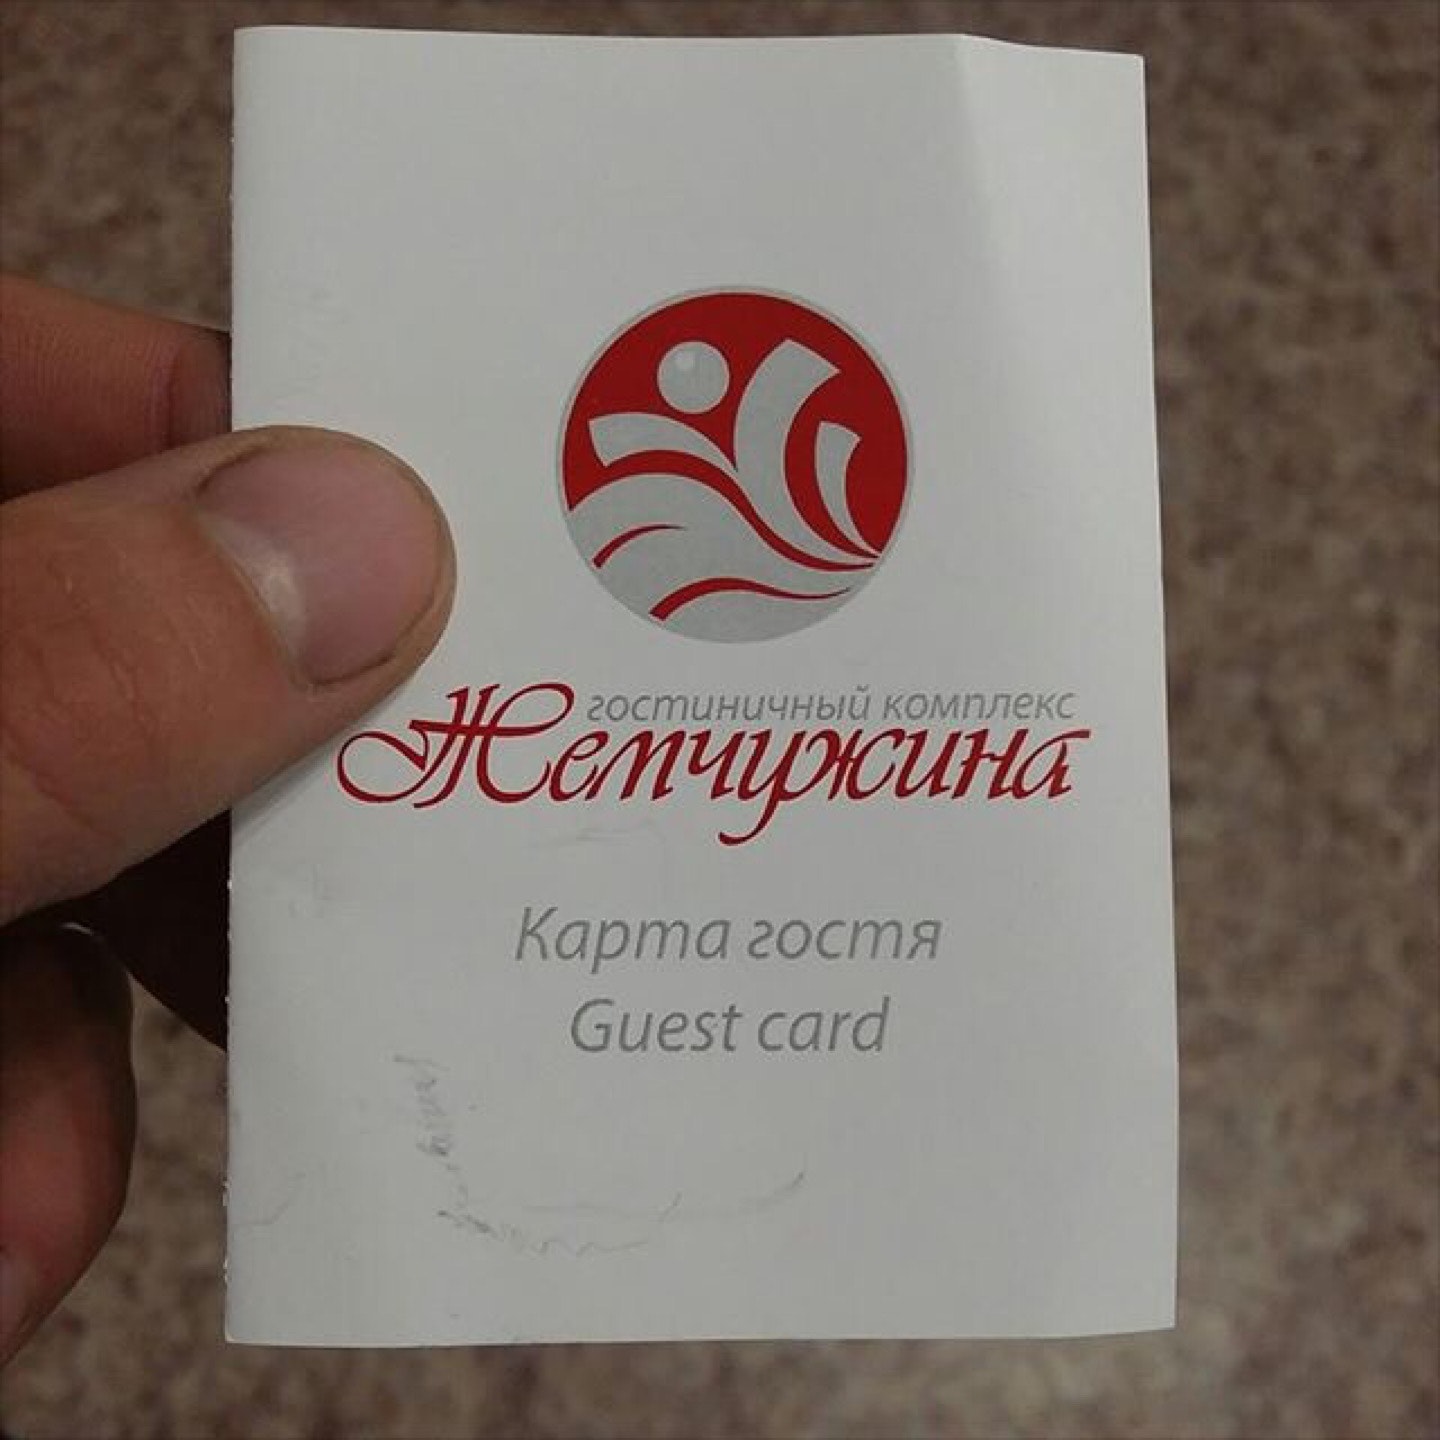 гостиничный комплекс
Жемчужина
Карта гостя
Guest card